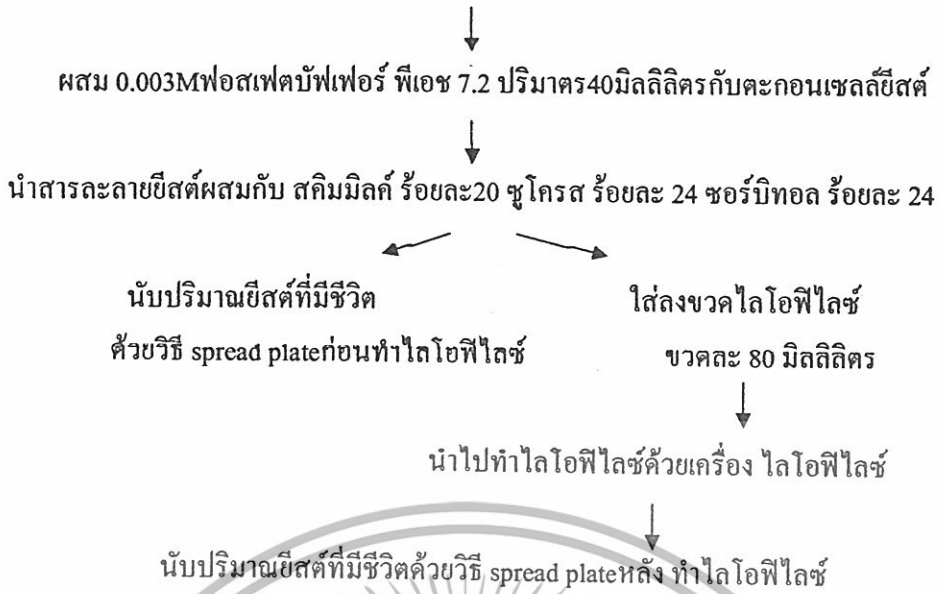 ผสม 0.003Mฟอสเฟตบัฟเฟอร์ พีเอช 7.2 ปริมาตร40มิลลิลิตรกับตะกอนเซลล์ยีสต์
นำสารละลายยีสต์ผสมกับ สคิมมิลค์ ร้อยละ20 ซูโครส ร้อยละ 24 ซอร์บิทอล ร้อยละ 24
นับปริมาณยีสต์ที่มีชีวิต
ด้วยวิธี spread plateก่อนทำไลโอฟิไลซ์
ใส่ลงขวดไลโอฟิไลซ์
ขวดละ 80 มิลลิลิตร
นำไปทำไลโอฟิไลซ์ด้วยเครื่อง ไลโอฟิไลซ์
นับปริมาณยีสต์ที่มีชีวิตด้วยวิธี spread plateหลัง ทำไลโอฟิไลซ์